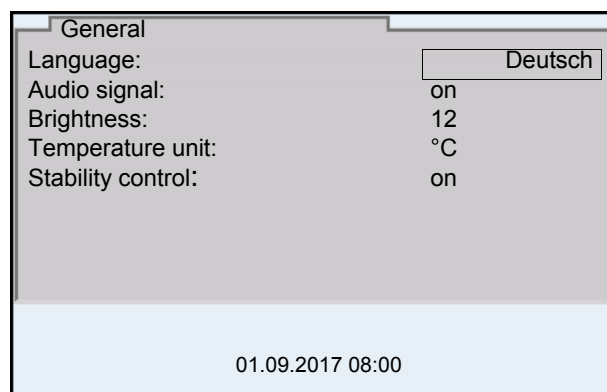 General
Language: Deutsch
Audio signal: on
Brightness: 12
Temperature unit: °C
Stability control: on
01.09.2017 08:00